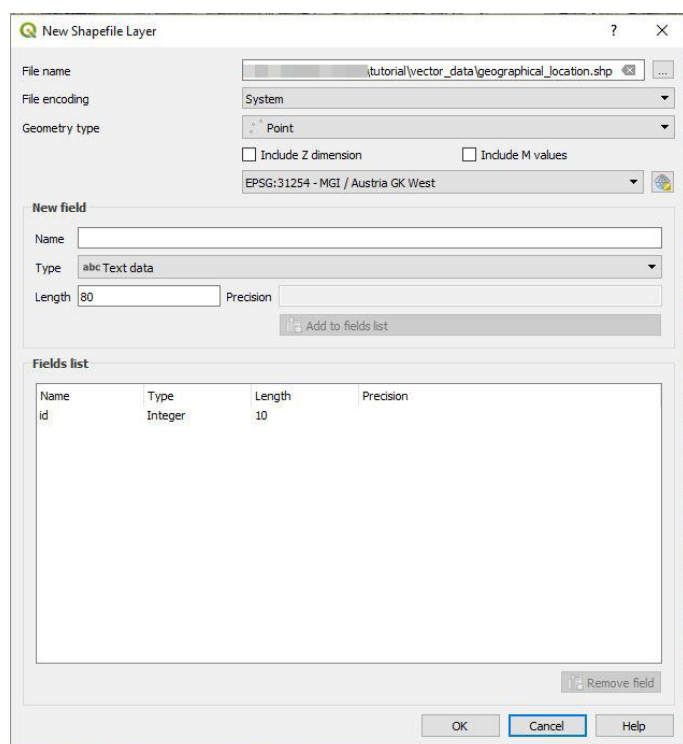 New Shapefile Layer ? X
File name \tutorial\vector_data\geographical_location.shp ...
File encoding System
Geometry type Point
Include Z dimension Include M values
EPSG:31254 - MGI / Austria GK West
New field
Name
Type abc Text data
Length 80 Precision
Add to fields list
Fields list
Name Type Length Precision
id Integer 10
Remove field
OK Cancel Help